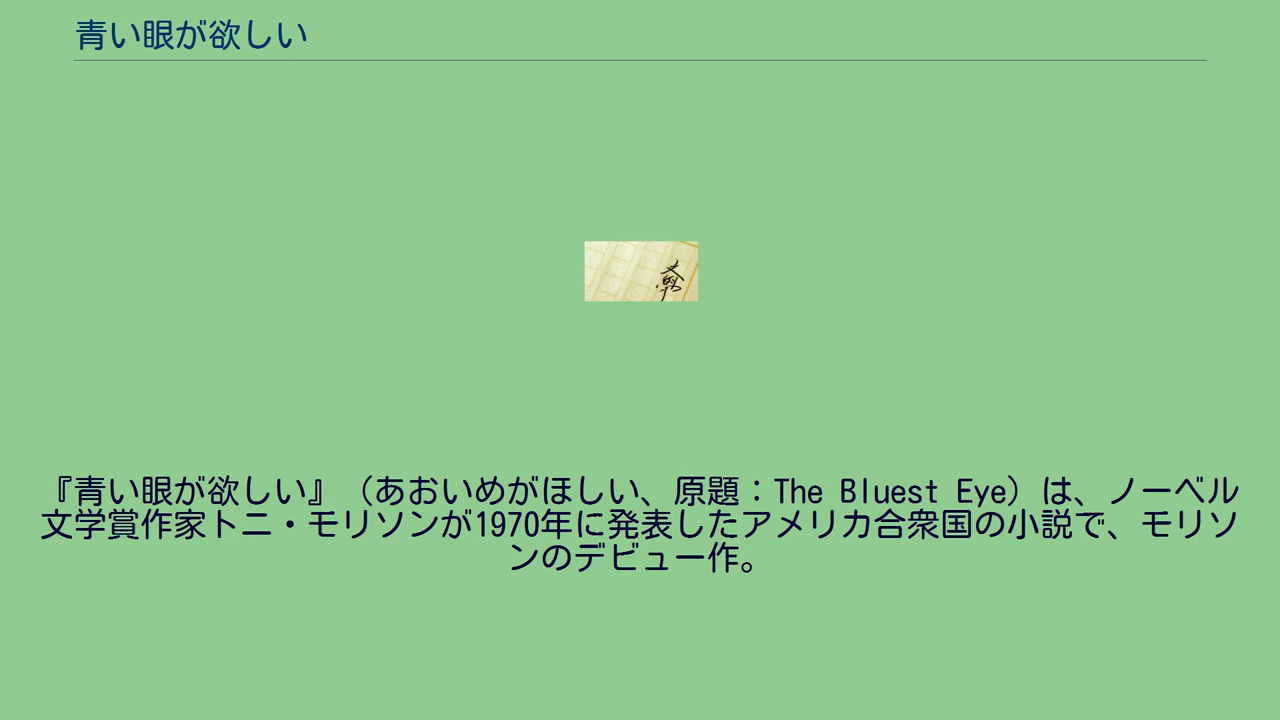 青い眼が欲しい
『青い眼が欲しい』（あおいめがほしい、原題：The Bluest Eye）は、ノーベル
文学賞作家トニ・モリソンが1970年に発表したアメリカ合衆国の小説で、モリソ
ンのデビュー作。